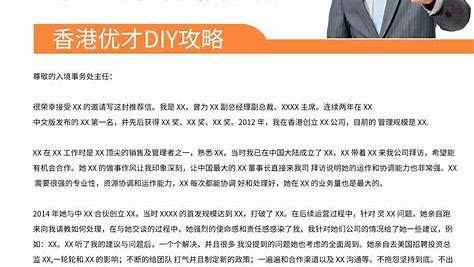 香港优才DIY攻略
尊敬的入境事务处主任：
很荣幸接受 XX 的邀请写这封推荐信。我是 XX，曾为 XX 副总经理副总裁、XXXX 主席。连续两年在 XX
中文版发布的 XX 第一名，并先后获得 XX 奖、XX 奖、XX 奖。2012 年，我在香港创立 XX 公司，目前的 管理规模是 XX.
XX 在 XX 工作时是 XX 顶尖的销售及管理者之一，熟悉 XX，当时我已在中国大陆成立了 XX，XX 带着 XX 来我公司拜访，希望能
有机会合作。她 XX 的做事作风让我印象深刻，让中国最大的 XX 董事长直接来我司 拜访说明她的运作和协调能力也非常强。XX
需要很强的专业性，资源协调和运作能力，XX 每次都能协调 好和处理好，她在 XX 的业务量也是最大的。
2014 年她与中 XX 合伙创立 XX，当时 XXXX 的首发规模达到 XX，打破了 XX。在后续运营过程中，针对 灵 XX 问题，她亲自跑
来向我请教如何处理，在与她交谈的过程中，她强烈的使命感和责任感感染了我，我针对她们公司的情况给了她一些建议，例
如：XX。XX 听了我的建议与问题后，一个个解决，并且很多 我没提到的问题她也考虑的全面周到。她亲自去美国招聘投资总
监 XX,一轮轮和 XX 的影响；不断的给团队 打气并且制定新的政策；一遍遍和合作渠道以及 XX 沟通等。不抱怨坚持到底。不出